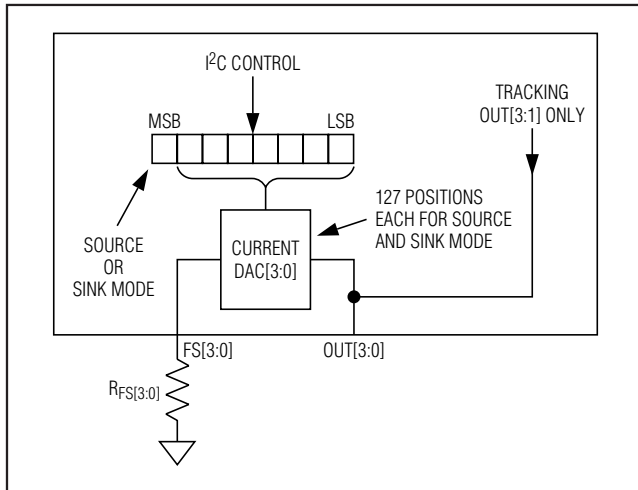 I²C CONTROL
TRACKING
OUT[3:1] ONLY
MSB
LSB
127 POSITIONS
EACH FOR SOURCE
AND SINK MODE
SOURCE
OR
SINK MODE
CURRENT
DAC[3:0]
FS[3:0]
OUT[3:0]
RFS[3:0]